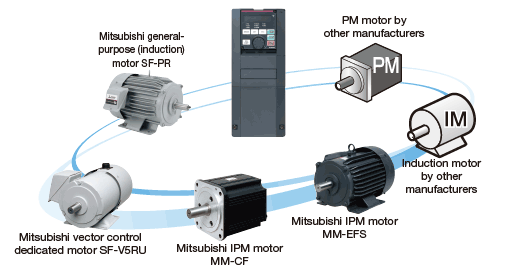 Mitsubishi general-
purpose (induction)
motor SF-PR
PM motor by
other manufacturers
PM
IM
Induction motor
by other
manufacturers
Mitsubishi IPM motor
MM-EFS
Mitsubishi IPM motor
MM-CF
Mitsubishi vector control
dedicated motor SF-V5RU